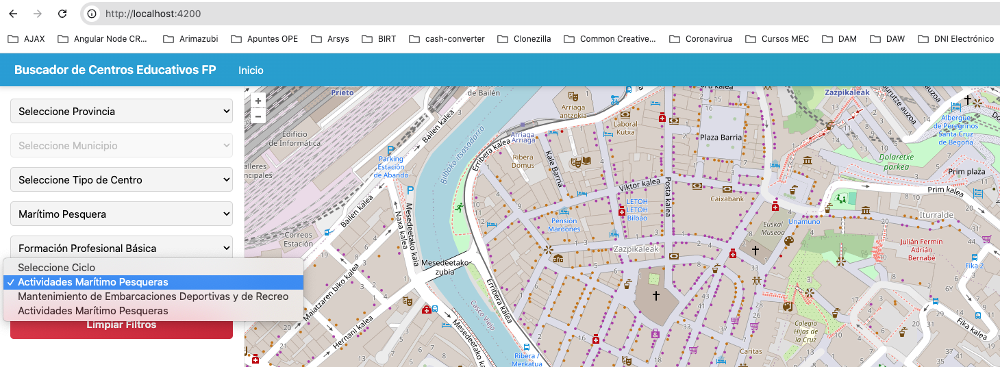 http://localhost:4200
AJAX
Angular Node CR...
Arimazubi
Apuntes OPE
Arsys
BIRT
cash-converter
Clonezilla
Common Creative...
Coronavirua
Cursos MEC
DAM
DAW
DNI Electrónico
Buscador de Centros Educativos FP
Inicio
Seleccione Provincia
Seleccione Municipio
Seleccione Tipo de Centro
Marítimo Pesquera
Formación Profesional Básica
Seleccione Ciclo
✓ Actividades Marítimo Pesqueras
Mantenimiento de Embarcaciones Deportivas y de Recreo
Actividades Marítimo Pesqueras
Limpiar Filtros
+
−
Prieto
de Bailén
Bailen kalea
Edificio
de Informática
Parking
Estación
de Abando
Bilboko itsasadarra
Erribera kalea
Arriaga
antzokia
Arriaga
Arriaga
Ribera
Domus
Kale Barria
Laboral
Kutxa
Plaza Barria
Viktor kalea
Posta kalea
Caixabank
LETOH
LETOH
Bilbao
Pensión
Mardones
Zazpikaleak
Zazpikaleak
Albergue
de Peregrinos
Santa Cruz
de Begoña
Dolaretxe
parkea
Prim plaza
Prim kalea
Iturralde
Unamuno
Euskal
Museoa
Julián Fermín
Adrián
Bernabé
Fika 2
Fika kalea
Colegio
Hijas de
la Cruz
Caritas
Correos
Estación
Bailen kalea
Naxa kalea
Mesedeetako kaia
Mesedeetako
zubia
Erribera kalea
Casco Viejo
Matatzaren biko kalea
Hernani kalea
Mesedeetako ka
Ribera /
Merkatua